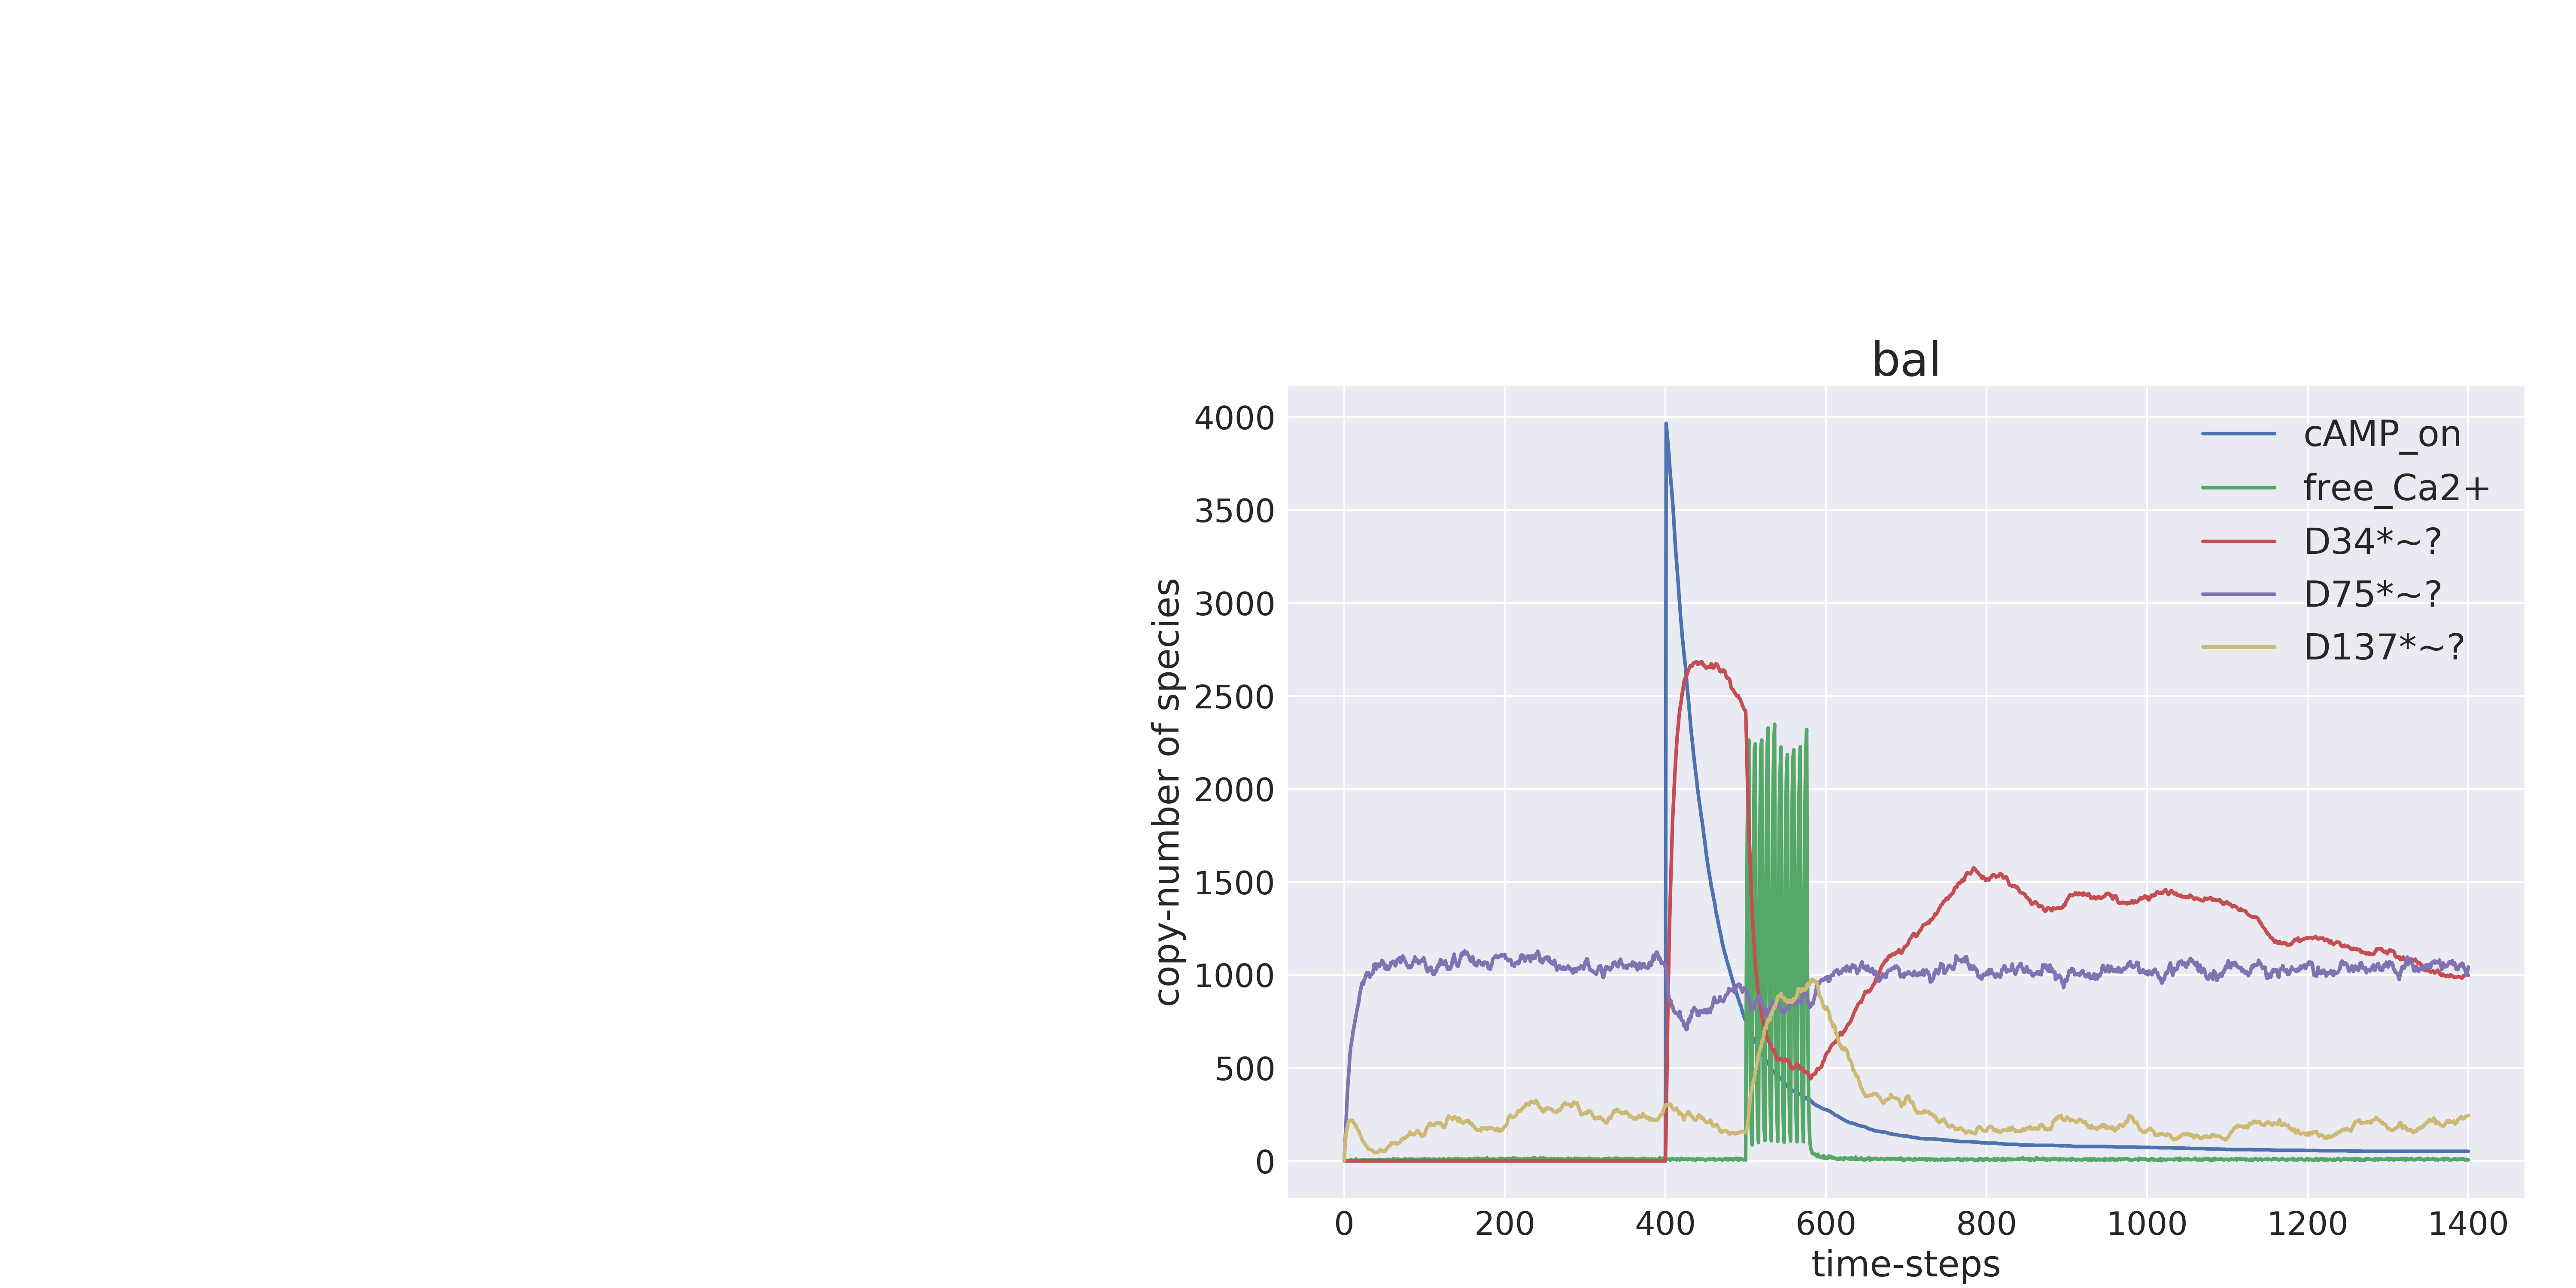 bal
4000
3500
3000
2500
2000
1500
1000
500
0
copy-number of species
cAMP_on
free_Ca2+
D34*~?
D75*~?
D137*~?
0 200 400 600 800 1000 1200 1400
time-steps